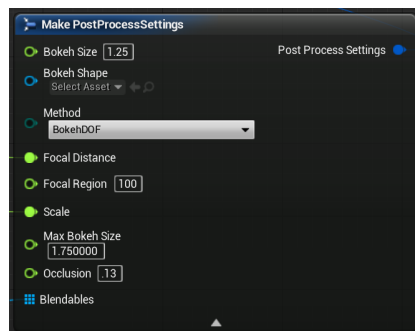 Make PostProcessSettings
Bokeh Size 1.25 Post Process Settings
Bokeh Shape
Select Asset
Method
BokehDOF
Focal Distance
Focal Region 100
Scale
Max Bokeh Size
1.750000
Occlusion .13
Blendables